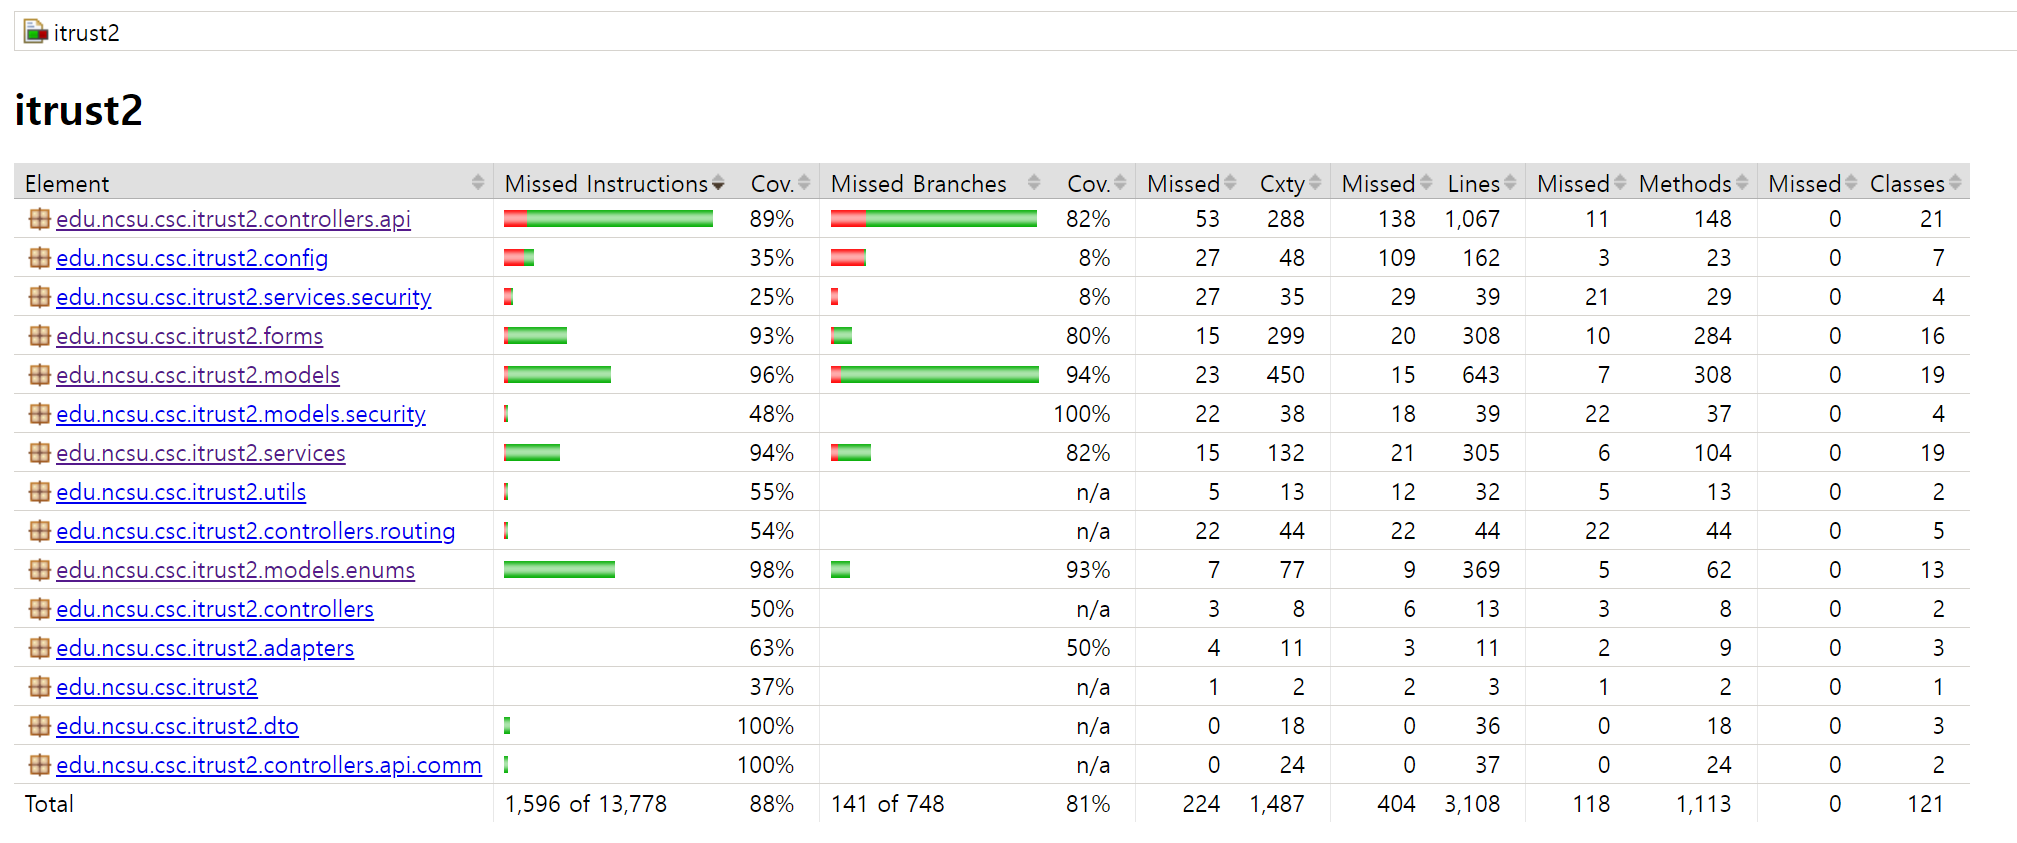 itrust2
itrust2
Element Missed Instructions Cov. Missed Branches Cov. Missed Cxty Missed Lines Missed Methods Missed Classes
edu.ncsu.csc.itrust2.controllers.api 89% 82% 53 288 138 1,067 11 148 0 21
edu.ncsu.csc.itrust2.config 35% 8% 27 48 109 162 3 23 0 7
edu.ncsu.csc.itrust2.services.security 25% 8% 27 35 29 39 21 29 0 4
edu.ncsu.csc.itrust2.forms 93% 80% 15 299 20 308 10 284 0 16
edu.ncsu.csc.itrust2.models 96% 94% 23 450 15 643 7 308 0 19
edu.ncsu.csc.itrust2.models.security 48% 100% 22 38 18 39 22 37 0 4
edu.ncsu.csc.itrust2.services 94% 82% 15 132 21 305 6 104 0 19
edu.ncsu.csc.itrust2.utils 55% n/a 5 13 12 32 5 13 0 2
edu.ncsu.csc.itrust2.controllers.routing 54% n/a 22 44 22 44 22 44 0 5
edu.ncsu.csc.itrust2.models.enums 98% 93% 7 77 9 369 5 62 0 13
edu.ncsu.csc.itrust2.controllers 50% n/a 3 8 6 13 3 8 0 2
edu.ncsu.csc.itrust2.adapters 63% 50% 4 11 3 11 2 9 0 3
edu.ncsu.csc.itrust2 37% n/a 1 2 2 3 1 2 0 1
edu.ncsu.csc.itrust2.dto 100% n/a 0 18 0 36 0 18 0 3
edu.ncsu.csc.itrust2.controllers.api.comm 100% n/a 0 24 0 37 0 24 0 2
Total 1,596 of 13,778 88% 141 of 748 81% 224 1,487 404 3,108 118 1,113 0 121